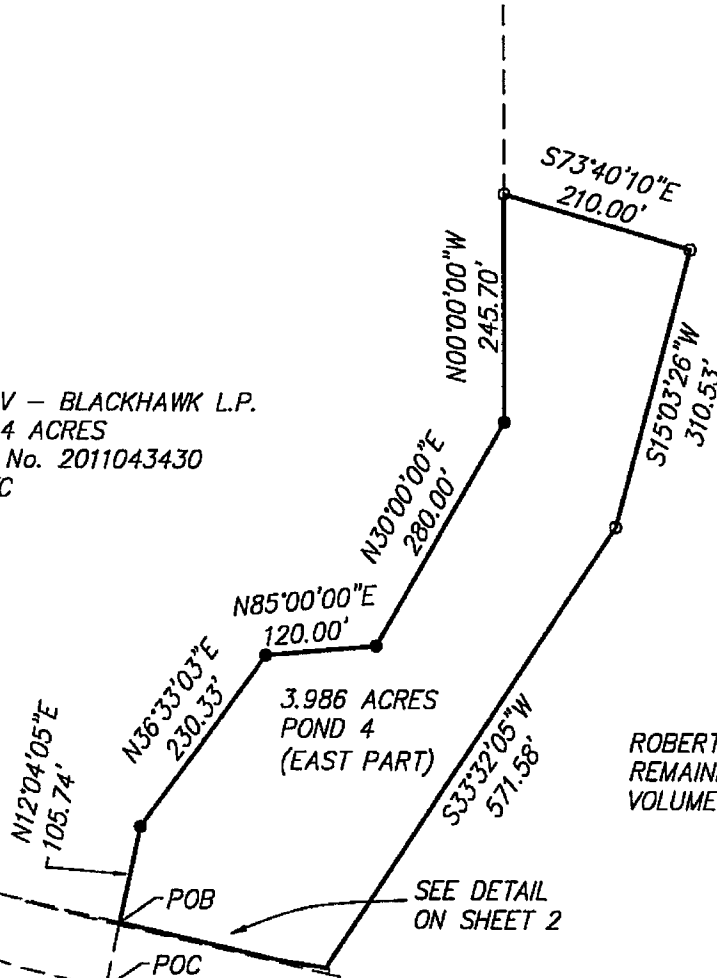 S73°40'10"E
210.00'
N00°00'00"W
245.70'
S15°03'26"W
310.53'
V – BLACKHAWK L.P.
4 ACRES
No. 2011043430
C
N30°00'00"E
280.00'
N85°00'00"E
120.00'
N36°33'03"E
230.33'
3.986 ACRES
POND 4
(EAST PART)
S33°32'05"W
571.58'
ROBERT
REMAIN
VOLUME
N12°04'05"E
105.74'
POB
SEE DETAIL
ON SHEET 2
POC